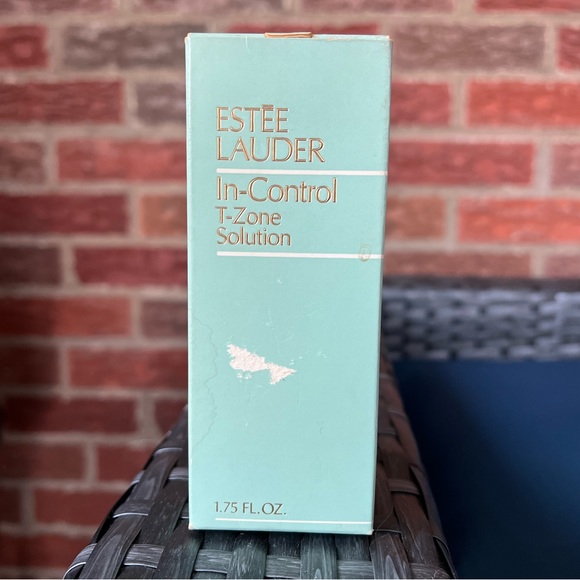 ESTĒE
LAUDER
In-Control
T-Zone
Solution
1.75 FL.OZ.